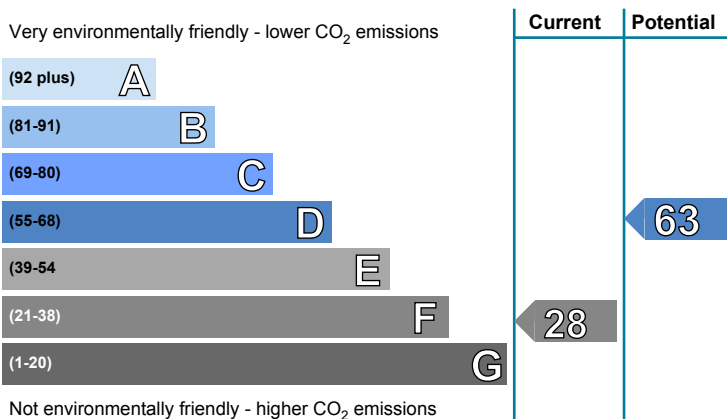 Current Potential
Very environmentally friendly - lower CO₂ emissions
(92 plus) A
(81-91) B
(69-80) C
(55-68) D
63
(39-54 E
(21-38) F
28
(1-20) G
Not environmentally friendly - higher CO₂ emissions